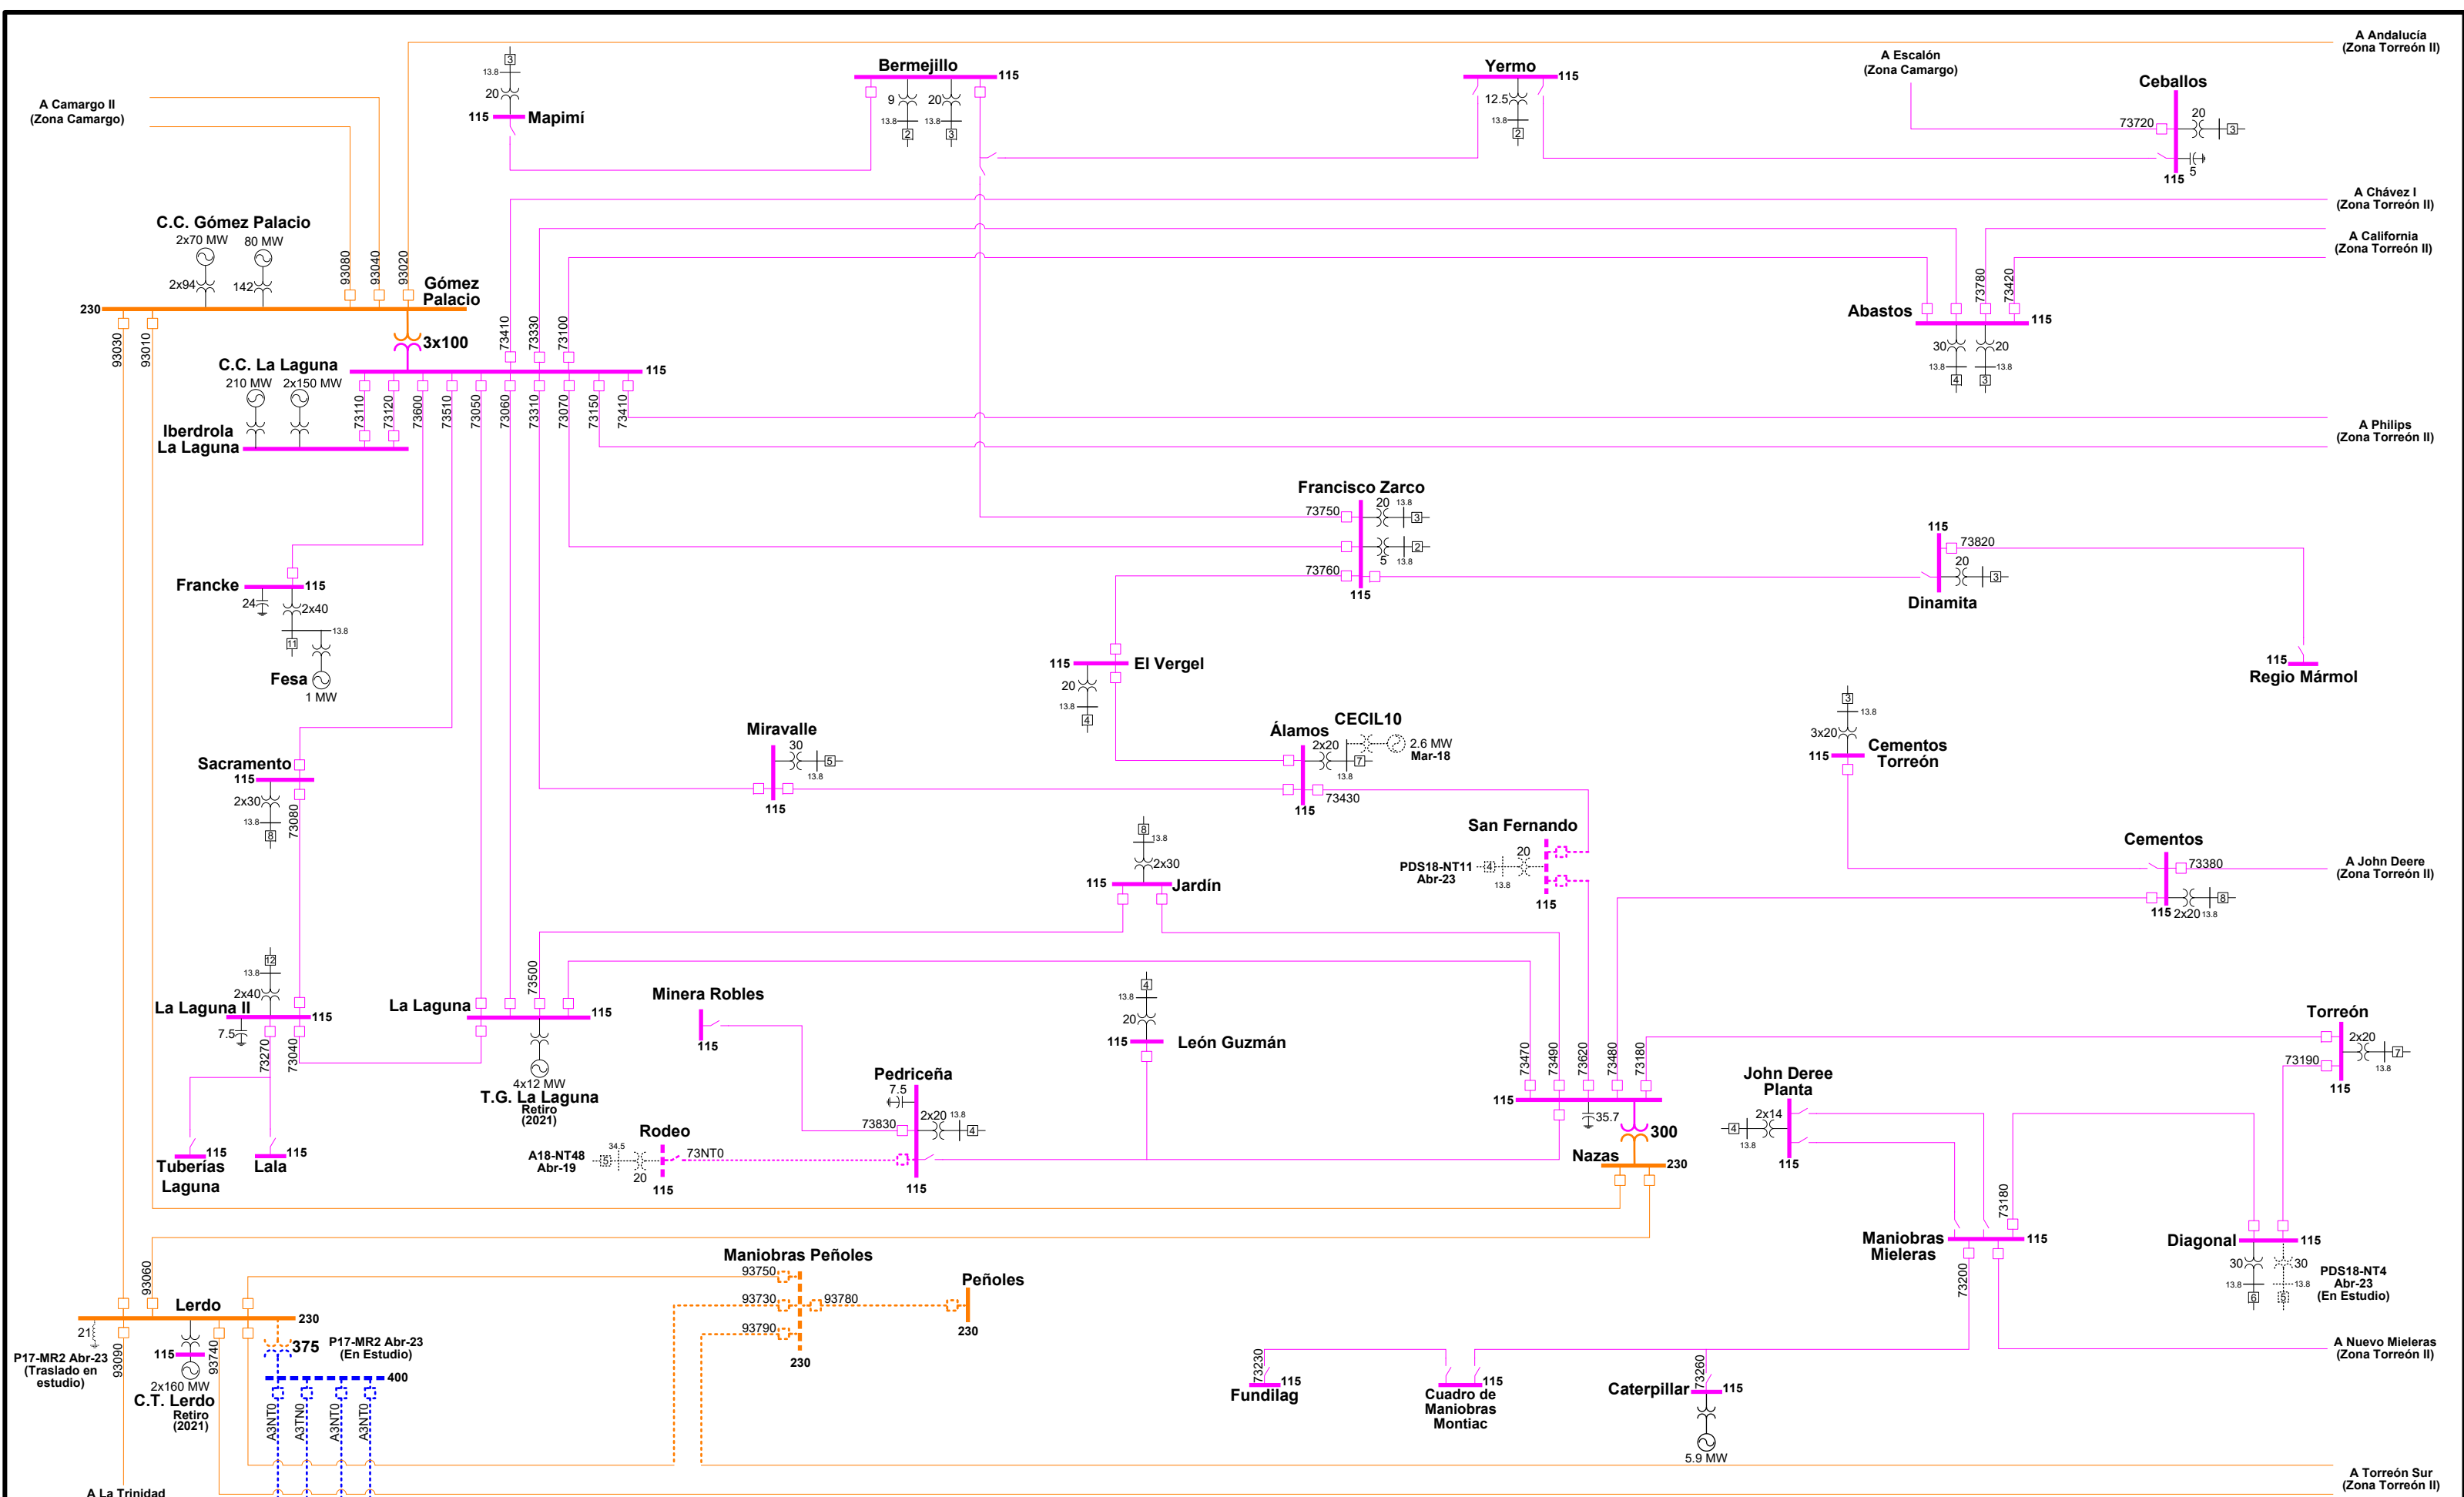 A Andalucía
(Zona Torreón II)
A Escalón
(Zona Camargo)
Ceballos
20
73720
3
5
115
Yermo
115
12.5
13.8
2
Bermejillo
115
9
20
13.8
13.8
2
3
3
13.8
20
115
Mapimí
A Camargo II
(Zona Camargo)
A Chávez I
(Zona Torreón II)
A California
(Zona Torreón II)
C.C. Gómez Palacio
2x70 MW
80 MW
2x94
142
93080
93040
93020
Gómez
Palacio
230
93030
93010
3x100
73410
73330
73100
73780
73420
Abastos
115
30
20
13.8
13.8
4
3
C.C. La Laguna
210 MW
2x150 MW
115
Iberdrola
La Laguna
73110
73120
73600
73510
73050
73060
73310
73070
73150
73410
A Philips
(Zona Torreón II)
Francisco Zarco
20
13.8
73750
3
2
5
13.8
73760
115
115
73820
20
3
Dinamita
115
Regio Mármol
Francke
115
24
2x40
13.8
11
Fesa
1 MW
115
El Vergel
20
13.8
4
Miravalle
30
5
13.8
115
Álamos
CECIL10
2x20
2.6 MW
Mar-18
7
13.8
73430
115
3
13.8
3x20
115
Cementos
Torreón
Sacramento
115
2x30
13.8
8
73080
San Fernando
20
PDS18-NT11
Abr-23
4
13.8
115
Cementos
73380
A John Deere
(Zona Torreón II)
8
115
2x20
13.8
8
13.8
2x30
115
Jardín
12
13.8
2x40
La Laguna II
115
7.5
73270
73040
La Laguna
73500
115
4x12 MW
T.G. La Laguna
Retiro
(2021)
Minera Robles
115
4
13.8
20
115
León Guzmán
115
Tuberías
Laguna
115
Lala
Pedriceña
7.5
2x20
13.8
73830
4
115
Rodeo
A18-NT48
Abr-19
34.5
5
20
115
73NT0
73470
73490
73620
73480
73180
115
35.7
300
Nazas
230
Torreón
2x20
7
13.8
73190
115
John Deree
Planta
2x14
4
13.8
115
73180
Maniobras
Mieleras
115
73200
Diagonal
115
30
30
13.8
13.8
6
5
PDS18-NT4
Abr-23
(En Estudio)
93060
Lerdo
230
21
P17-MR2 Abr-23
(Traslado en
estudio)
93090
115
93740
2x160 MW
C.T. Lerdo
Retiro
(2021)
375
P17-MR2 Abr-23
(En Estudio)
400
A3NT0
A3TN0
A3NT0
A3NT0
Maniobras Peñoles
93750
93730
93780
93790
230
Peñoles
230
73230
115
Fundilag
115
Cuadro de
Maniobras
Montiac
73260
Caterpillar
115
5.9 MW
A Nuevo Mieleras
(Zona Torreón II)
A Torreón Sur
(Zona Torreón II)
A La Trinidad